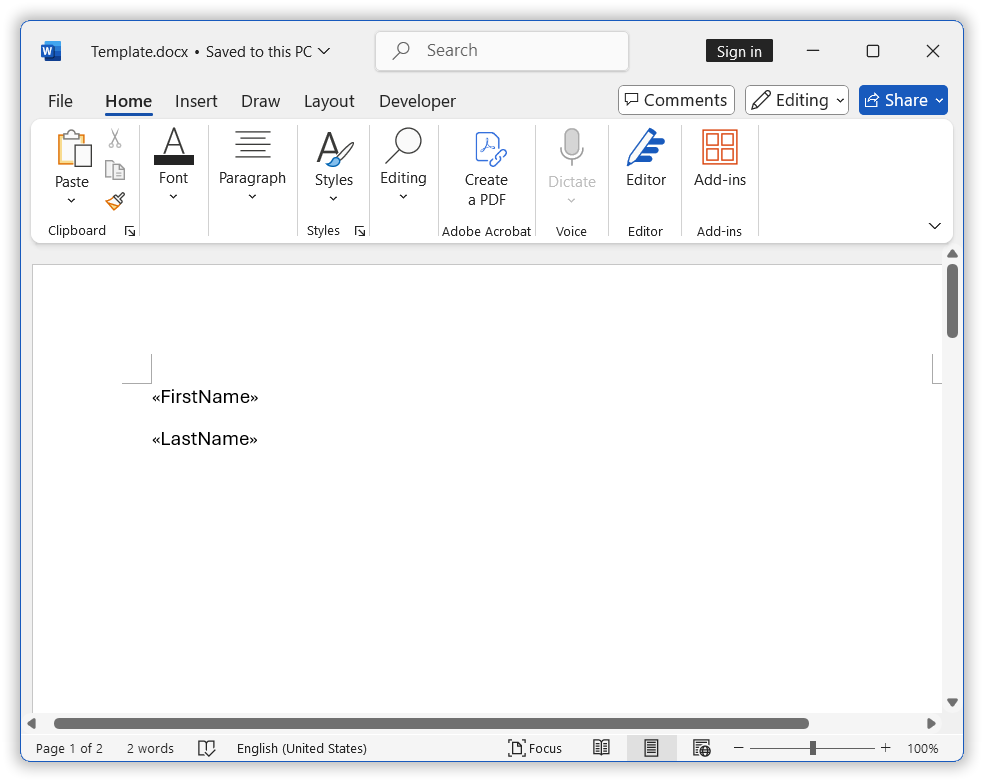 W
Template.docx • Saved to this PC
Search
Sign in
File Home Insert Draw Layout Developer
Comments
Editing
Share
Paste
Font
Paragraph
Styles
Editing
Create
a PDF
Dictate
Editor
Add-ins
Clipboard
Styles
Adobe Acrobat
Voice
Editor
Add-ins
«FirstName»
«LastName»
Page 1 of 2 2 words English (United States) Focus 100%